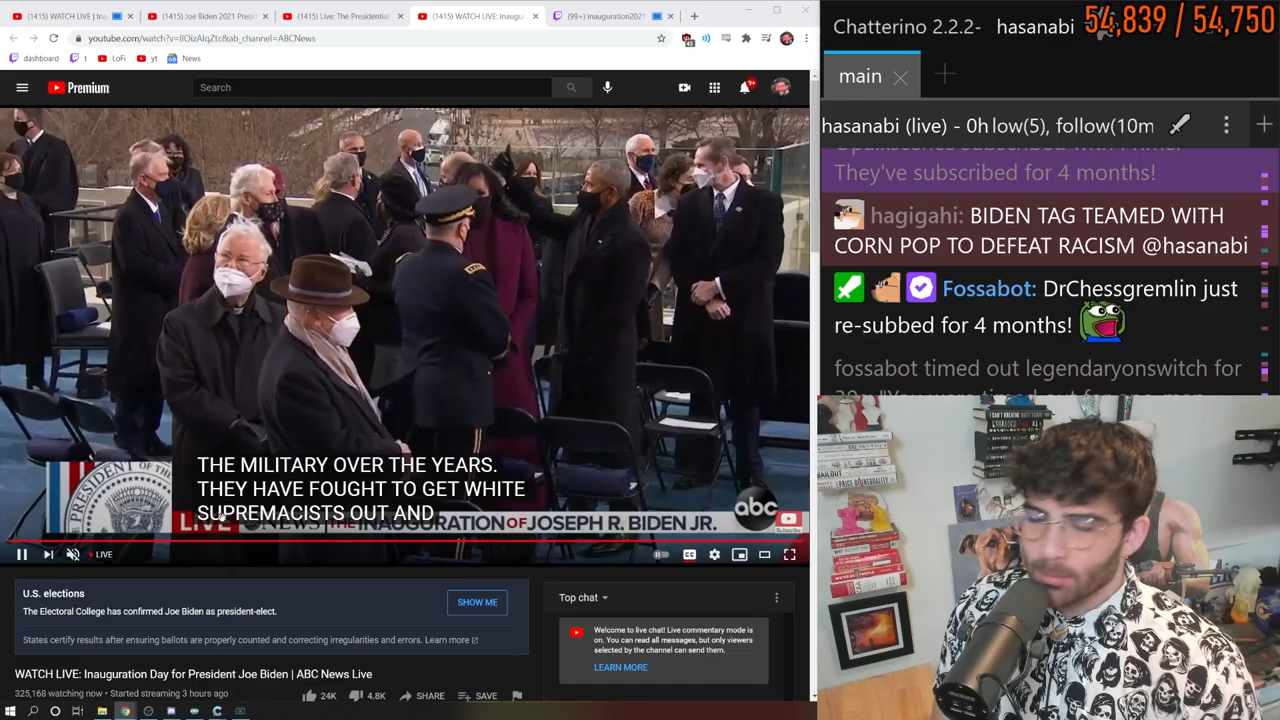 (1415) WATCH LIVE |
(1415) Joe Biden 2021 Presid
(1415) Live: The Presidential
(1415) WATCH LIVE: Inaugur
(99+) inauguration2021
youtube.com/watch?v=IIOizAIqZtc&ab_channel=ABCNews
dashboard
t
LoFi
yt
News
Premium
Search
9+
THE MILITARY OVER THE YEARS.
THEY HAVE FOUGHT TO GET WHITE
SUPREMACISTS OUT AND
LIVE
INAUGURATION OF JOSEPH R. BIDEN JR.
abc
Subscribe
LIVE
U.S. elections
The Electoral College has confirmed Joe Biden as president-elect.
SHOW ME
States certify results after ensuring ballots are properly counted and correcting irregularities and errors. Learn more
WATCH LIVE: Inauguration Day for President Joe Biden | ABC News Live
325,168 watching now • Started streaming 3 hours ago
24K
4.8K
SHARE
SAVE
Top chat
Welcome to live chat! Live commentary mode is
on. You can read all messages, but only viewers
selected by the channel can send them.
LEARN MORE
Chatterino 2.2.2- hasanabi
54,839 / 54,750
main
hasanabi (live) - 0h low(5), follow(10m
They've subscribed for 4 months!
hagigahi: BIDEN TAG TEAMED WITH
CORN POP TO DEFEAT RACISM @hasanabi
Fossabot: DrChessgremlin just
re-subbed for 4 months!
fossabot timed out legendaryonswitch for